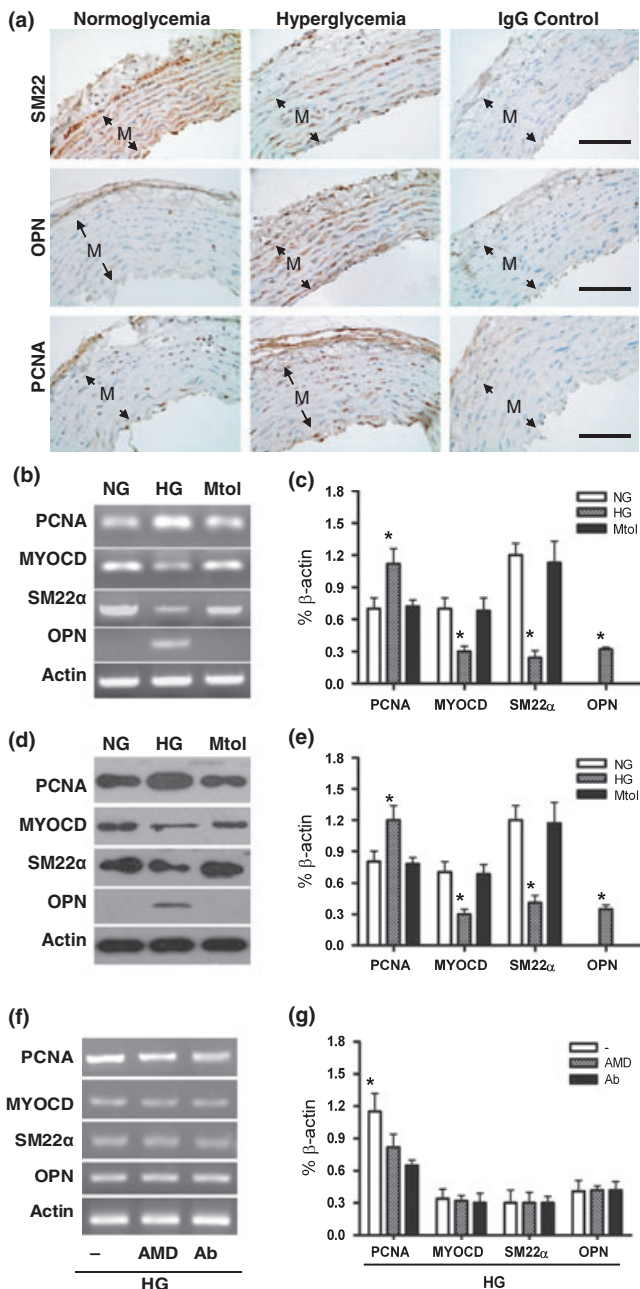 (a) Normoglycemia Hyperglycemia IgG Control
SM22 M M M
OPN M M M
PCNA M M M
(b) NG HG Mtol
PCNA
MYOCD
SM22α
OPN
Actin
(c) NG
HG
Mtol
% β-actin
1.8
1.5
1.2
0.9
0.6
0.3
0.0
* * * *
PCNA MYOCD SM22α OPN
(d) NG HG Mtol
PCNA
MYOCD
SM22α
OPN
Actin
(e) NG
HG
Mtol
% β-actin
1.8
1.5
1.2
0.9
0.6
0.3
0.0
* * * *
PCNA MYOCD SM22α OPN
(f)
PCNA
MYOCD
SM22α
OPN
Actin
– AMD Ab
HG
(g) -
AMD
Ab
% β-actin
1.8
1.5
1.2
0.9
0.6
0.3
0.0
*
PCNA MYOCD SM22α OPN
HG